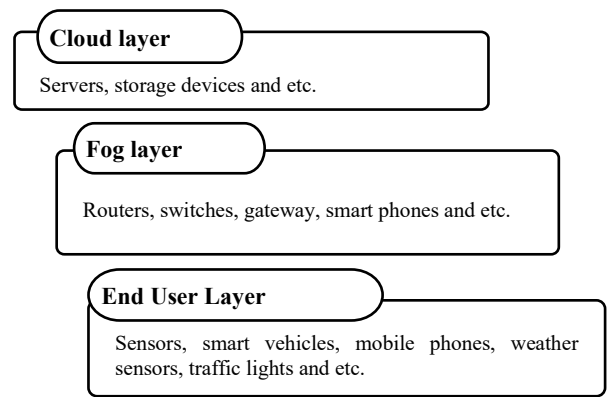 Cloud layer
Servers, storage devices and etc.
Fog layer
Routers, switches, gateway, smart phones and etc.
End User Layer
Sensors, smart vehicles, mobile phones, weather
sensors, traffic lights and etc.